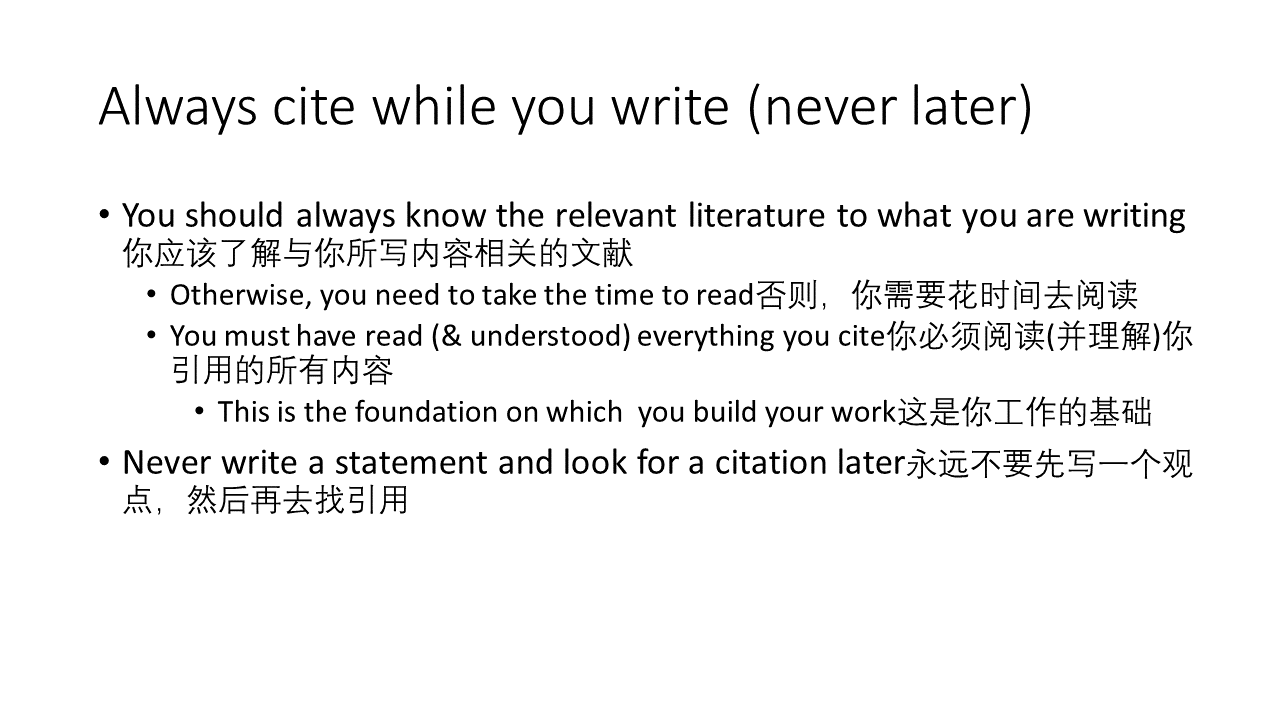 Always cite while you write (never later)
• You should always know the relevant literature to what you are writing
你应该了解与你所写内容相关的文献
• Otherwise, you need to take the time to read否则，你需要花时间去阅读
• You must have read (& understood) everything you cite你必须阅读(并理解)你
引用的所有内容
• This is the foundation on which  you build your work这是你工作的基础
• Never write a statement and look for a citation later永远不要先写一个观
点，然后再去找引用